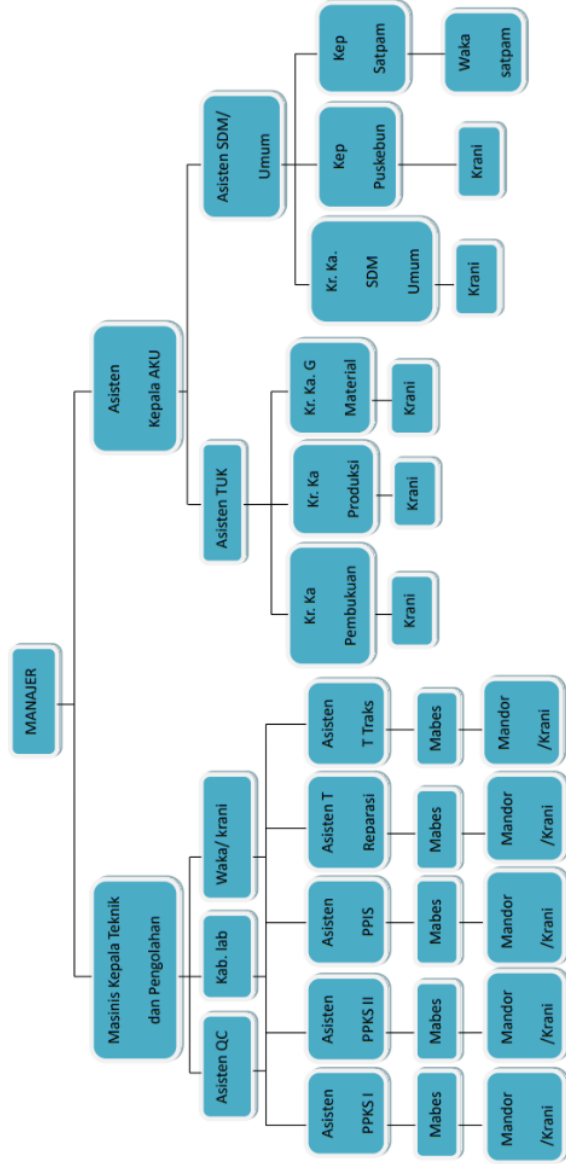 MANAJER
Masinis Kepala Teknik
dan Pengolahan
Asisten
Kepala AKU
Asisten QC
Kab. lab
Waka/ krani
Asisten TUK
Asisten SDM/
Umum
Asisten
PPKS I
Asisten
PPKS II
Asisten
PPIS
Asisten T
Reparasi
Asisten
T Traks
Kr. Ka
Pembukuan
Kr. Ka
Produksi
Kr. Ka. G
Material
Kr. Ka.
SDM
Umum
Kep
Puskebun
Kep
Satpam
Mabes
Mabes
Mabes
Mabes
Mabes
Krani
Krani
Krani
Krani
Krani
Waka
satpam
Mandor
/Krani
Mandor
/Krani
Mandor
/Krani
Mandor
/Krani
Mandor
/Krani